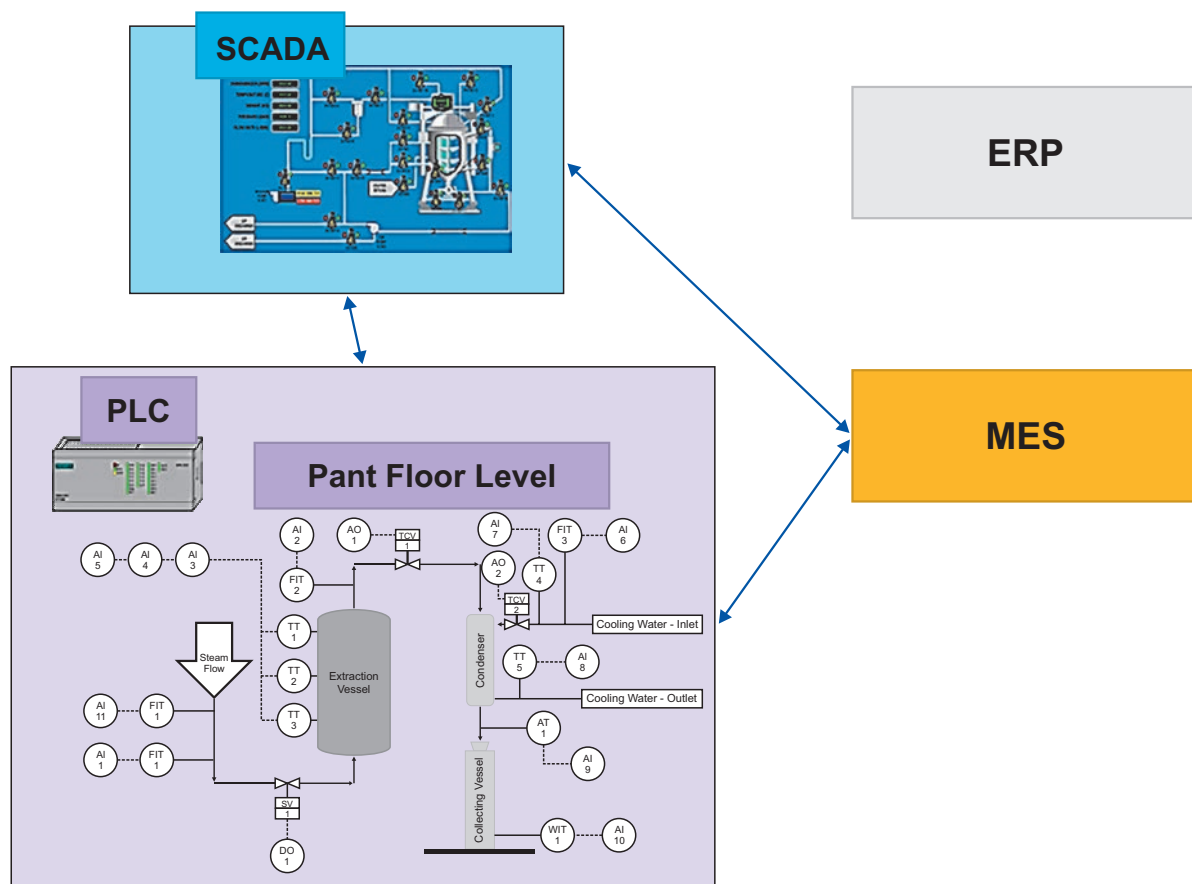 SCADA
ERP
MES
PLC
Pant Floor Level
AI
2
AO
1
TCV
1
AI
7
FIT
3
AI
6
AI
5
AI
4
AI
3
FIT
2
AO
2
TT
4
TCV
2
Cooling Water - Inlet
Steam
Flow
TT
1
TT
2
TT
3
Extraction
Vessel
Condenser
TT
5
AI
8
Cooling Water - Outlet
AI
11
FIT
1
AI
1
FIT
1
AT
1
AI
9
SV
1
DO
1
Collecting Vessel
WIT
1
AI
10